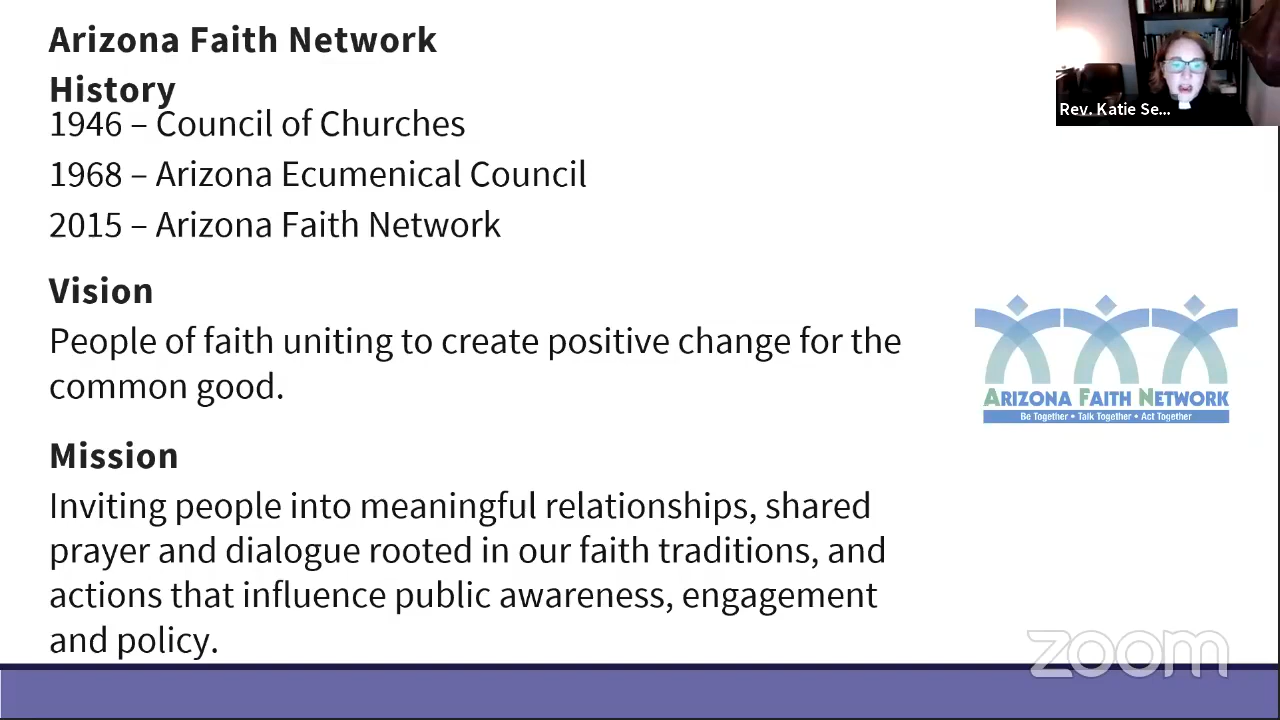 Arizona Faith Network
History
1946 – Council of Churches
1968 – Arizona Ecumenical Council
2015 – Arizona Faith Network
Vision
People of faith uniting to create positive change for the
common good.
Mission
Inviting people into meaningful relationships, shared
prayer and dialogue rooted in our faith traditions, and
actions that influence public awareness, engagement
and policy.
Rev. Katie Se...
ARIZONA FAITH NETWORK
Be Together • Talk Together • Act Together
zoom